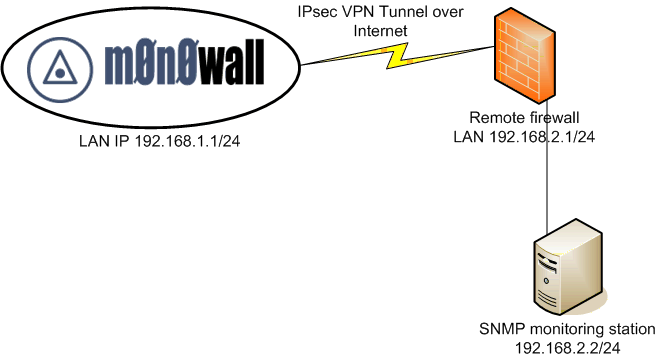 IPsec VPN Tunnel over
Internet
m0n0wall
LAN IP 192.168.1.1/24
Remote firewall
LAN 192.168.2.1/24
SNMP monitoring station
192.168.2.2/24